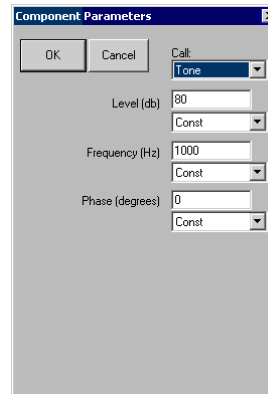 Component Parameters
OK
Cancel
Call:
Tone
Level (db)
80
Const
Frequency (Hz)
1000
Const
Phase (degrees)
0
Const